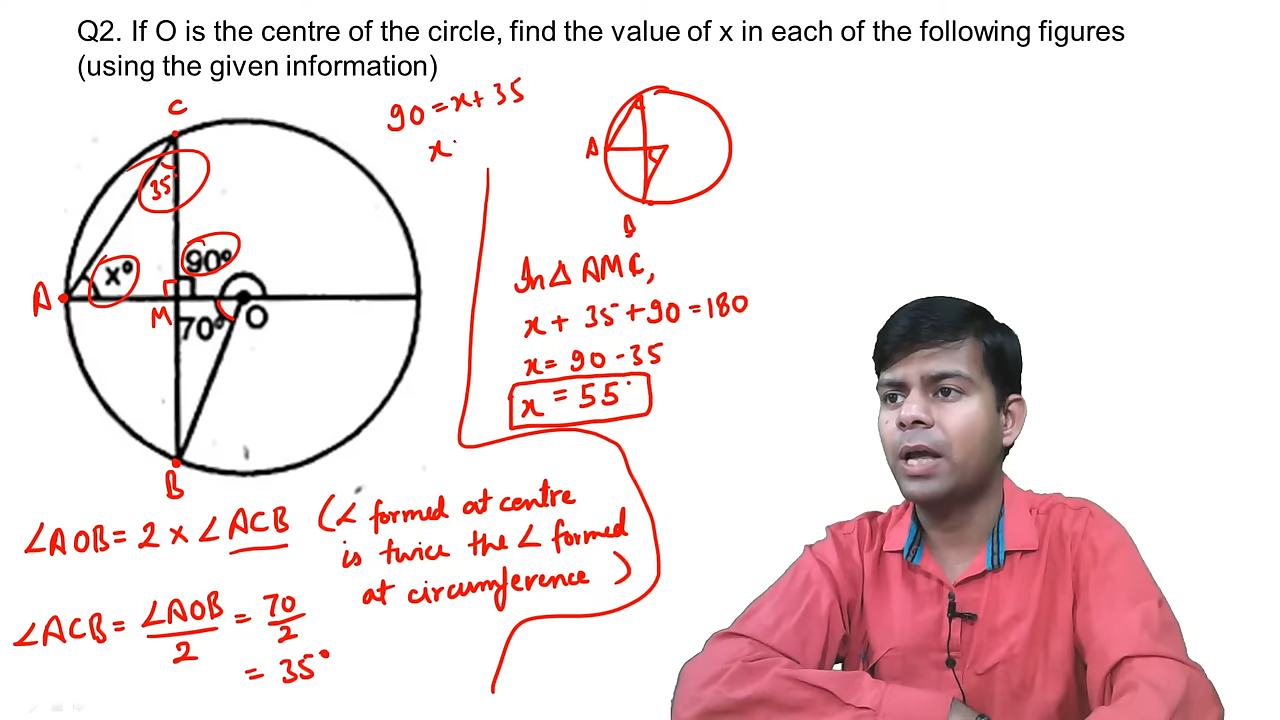 Q2. If O is the centre of the circle, find the value of x in each of the following figures
(using the given information)
C
90 = x + 35
x
35°
90°
x°
A
M
70°
O
B
A
C
B
In △ AMC,
x + 35 + 90 = 180
x = 90 - 35
x = 55°
∠AOB = 2 × ∠ACB (∠ formed at centre
is twice the ∠ formed
at circumference)
∠ACB = ∠AOB/2 = 70/2
= 35°